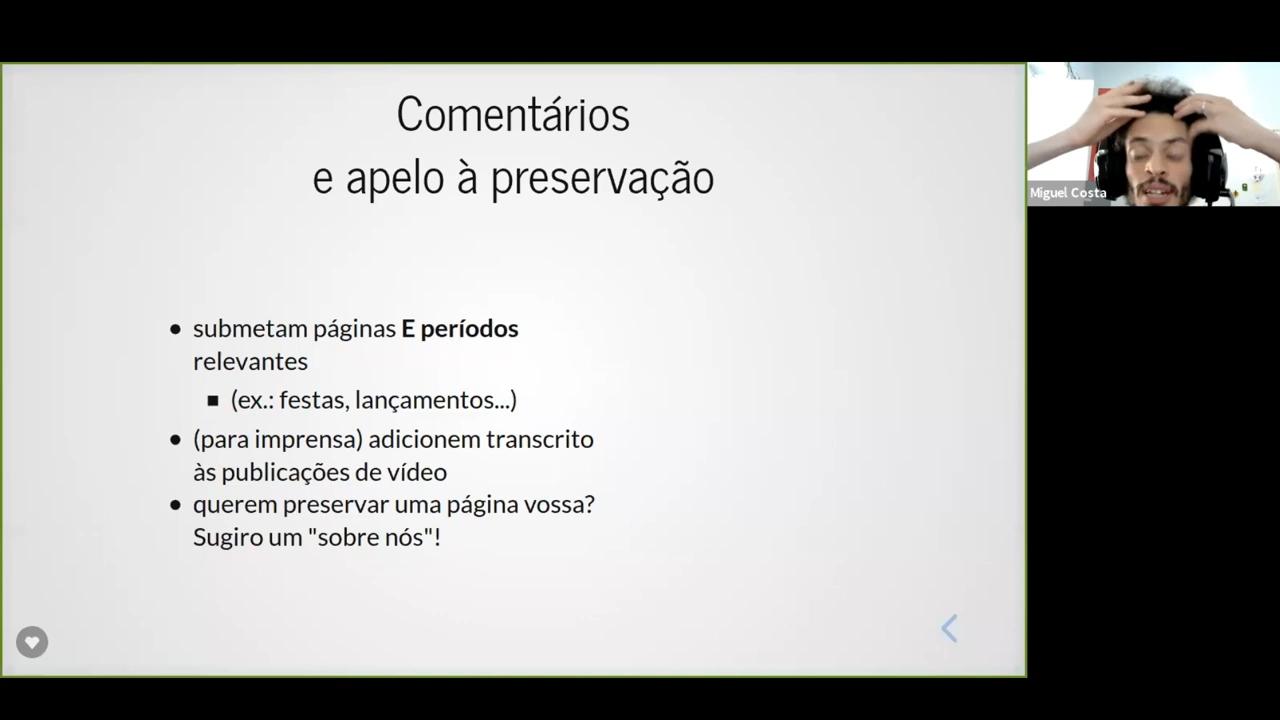 Comentários
e apelo à preservação
• submetam páginas E períodos
relevantes
▪ (ex.: festas, lançamentos...)
• (para imprensa) adicionem transcrito
às publicações de vídeo
• querem preservar uma página vossa?
Sugiro um "sobre nós"!
Miguel Costa